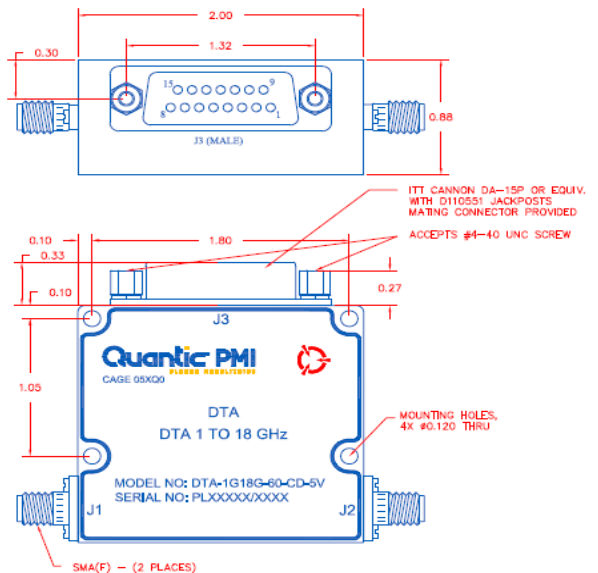 2.00
1.32
0.30
15
9
8
1
J3 (MALE)
0.88
ITT CANNON DA-15P OR EQUIV.
WITH D110551 JACKPOSTS
MATING CONNECTOR PROVIDED
ACCEPTS #4-40 UNC SCREW
0.10
1.80
0.33
0.27
0.10
J3
Quantic PMI
PLANAR MONOLITHICS
CAGE 05XQ0
1.05
DTA
DTA 1 TO 18 GHz
MOUNTING HOLES,
4X ø0.120 THRU
MODEL NO: DTA-1G18G-60-CD-5V
SERIAL NO: PLXXXXX/XXXX
J1
J2
SMA(F) - (2 PLACES)